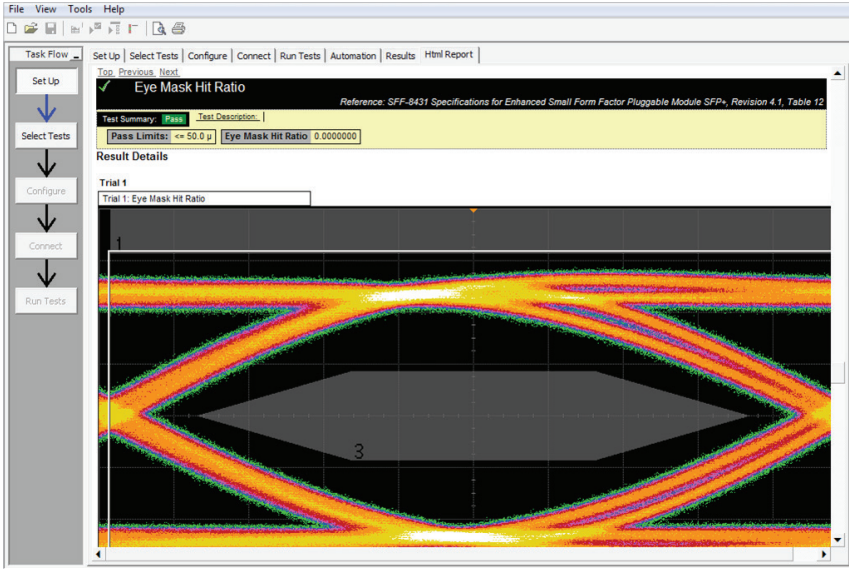 File View Tools Help
Task Flow
Set Up
Select Tests
Configure
Connect
Run Tests
Set Up Select Tests Configure Connect Run Tests Automation Results Html Report
Top Previous Next
Eye Mask Hit Ratio
Reference: SFF-8431 Specifications for Enhanced Small Form Factor Pluggable Module SFP+, Revision 4.1, Table 12
Test Summary: Pass Test Description:
Pass Limits: <= 50.0 µ Eye Mask Hit Ratio 0.0000000
Result Details
Trial 1
Trial 1: Eye Mask Hit Ratio
1
3